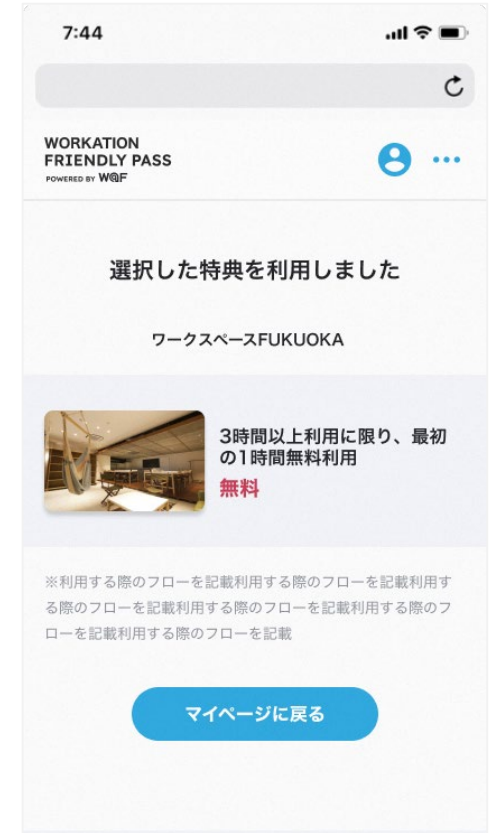 7:44
WORKATION
FRIENDLY PASS
POWERED BY W@F
選択した特典を利用しました
ワークスペースFUKUOKA
3時間以上利用に限り、最初
の1時間無料利用
無料
※利用する際のフローを記載利用する際のフローを記載利用す
る際のフローを記載利用する際のフローを記載利用する際のフ
ローを記載利用する際のフローを記載
マイページに戻る